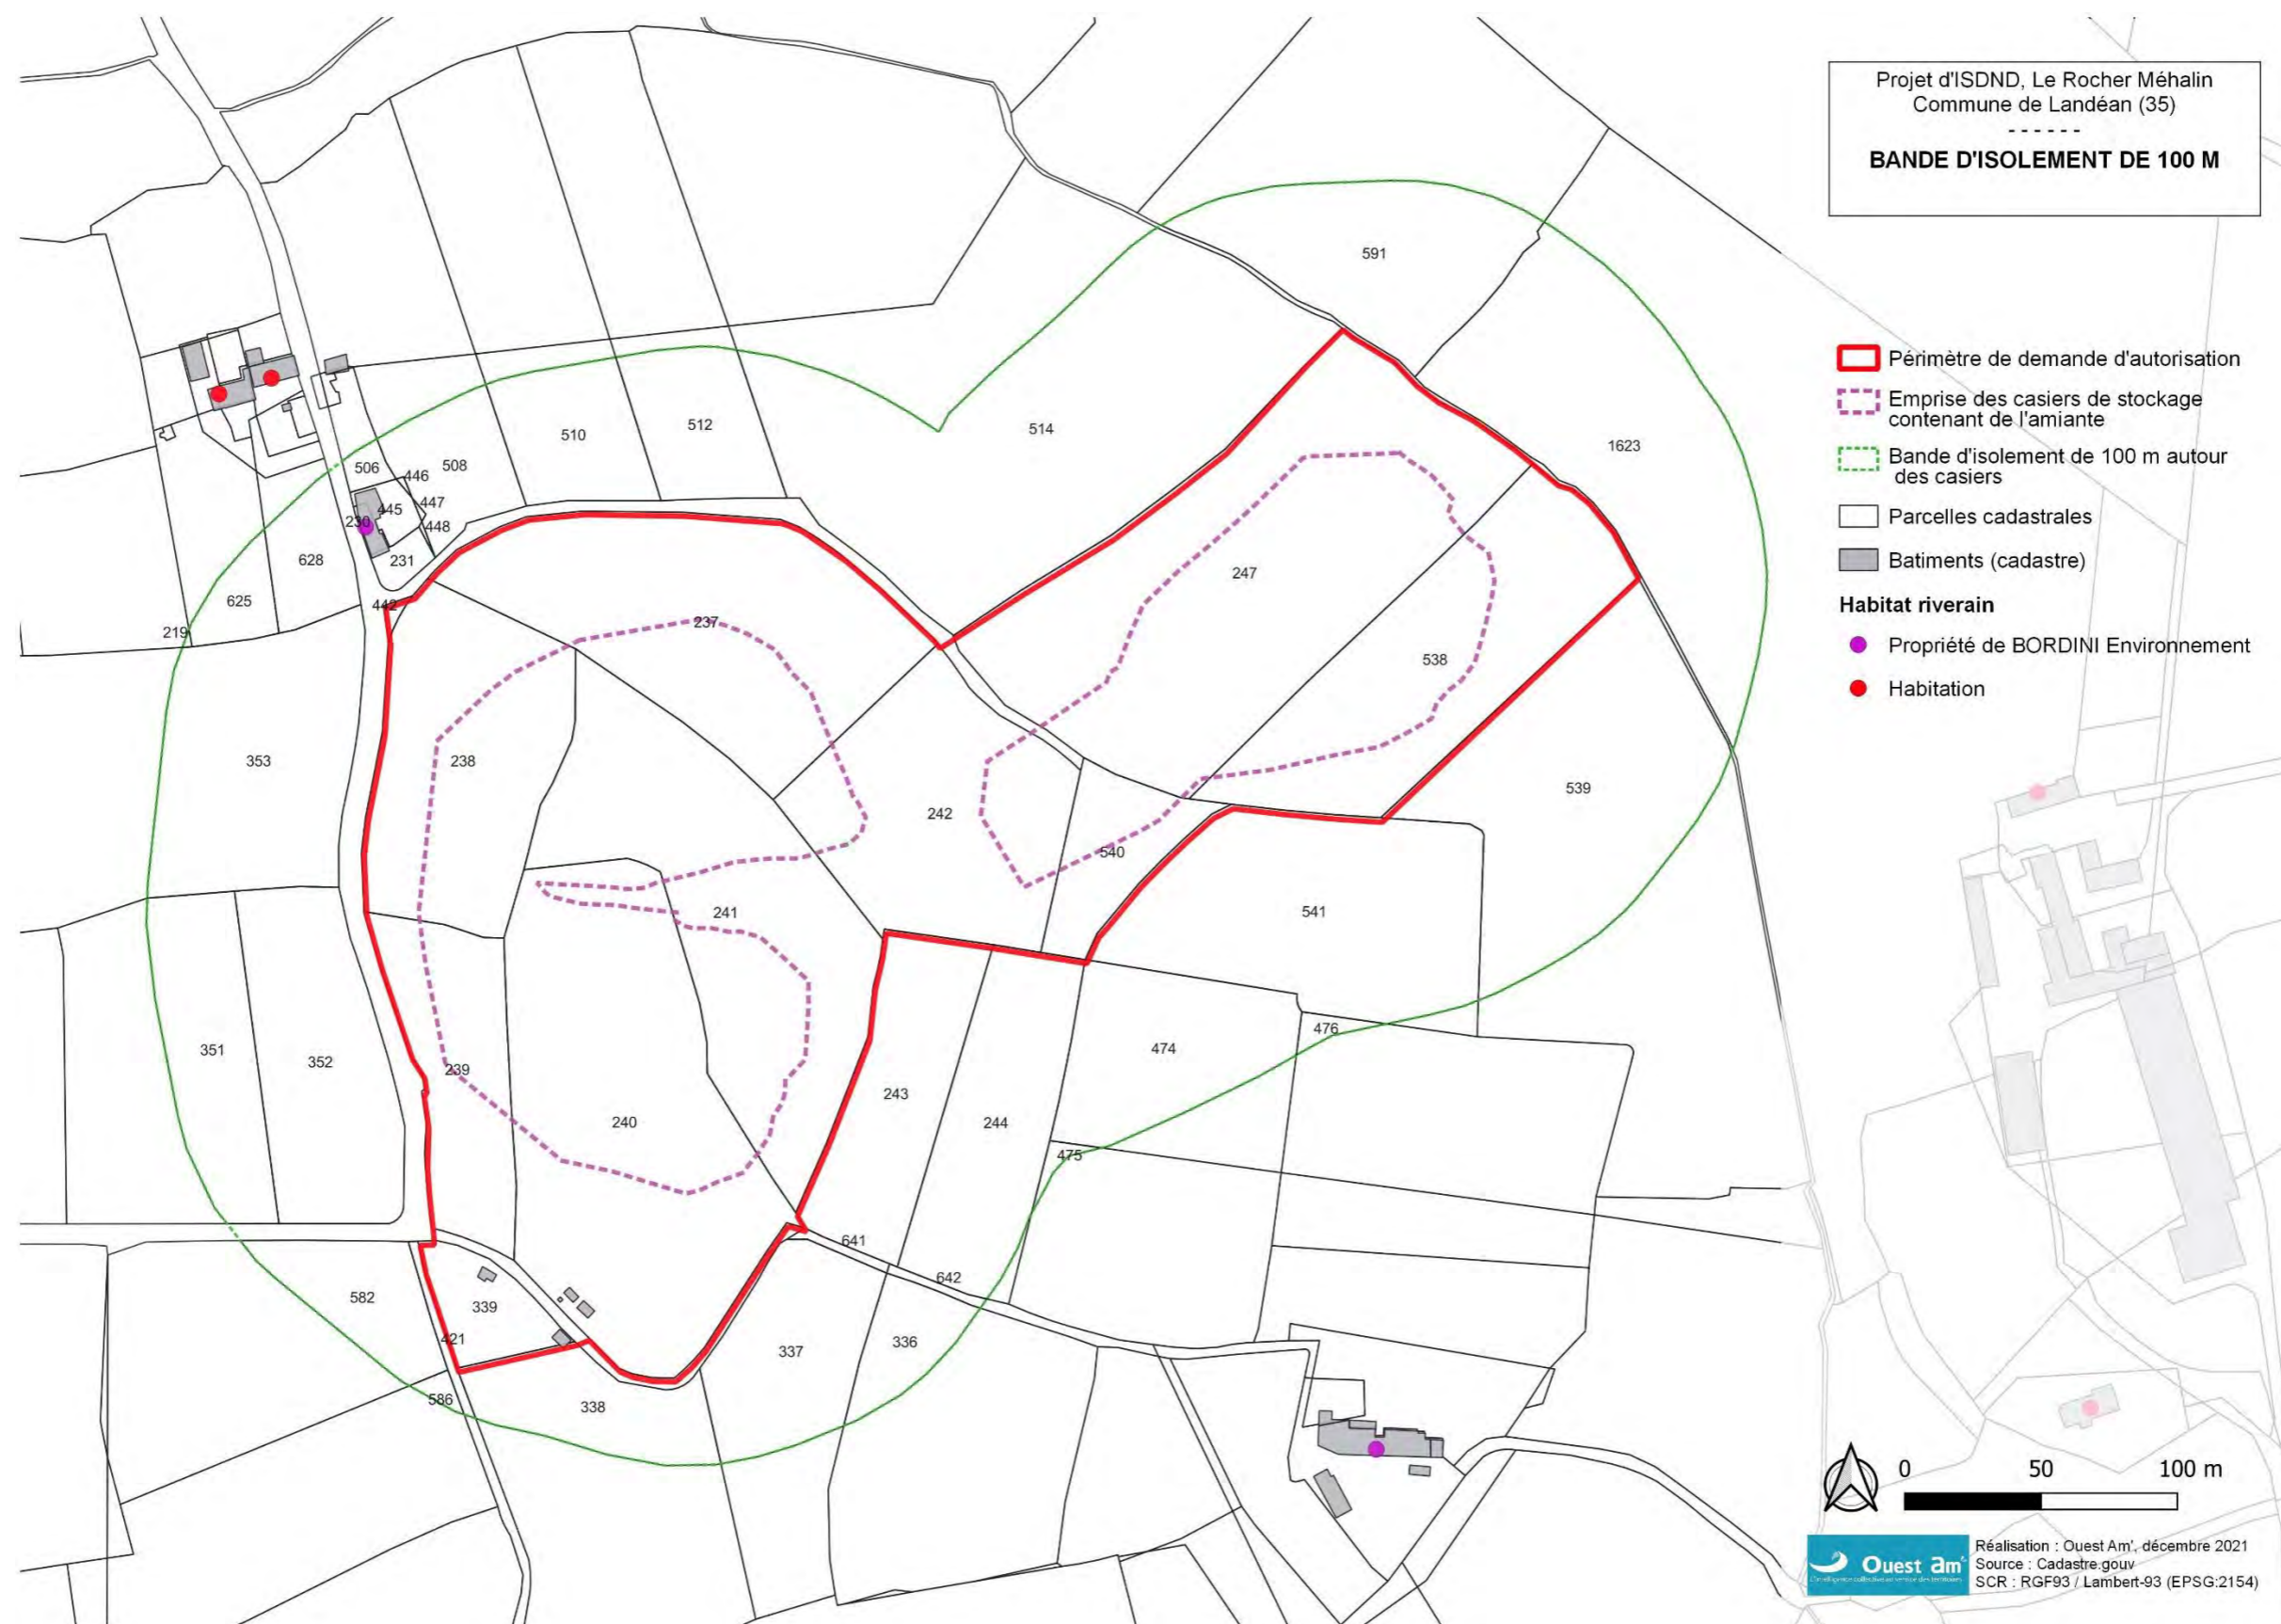 Projet d'ISDND, Le Rocher Méhalin
Commune de Landéan (35)
- - - - - -
BANDE D'ISOLEMENT DE 100 M
Périmètre de demande d'autorisation
Emprise des casiers de stockage
contenant de l'amiante
Bande d'isolement de 100 m autour
des casiers
Parcelles cadastrales
Batiments (cadastre)
Habitat riverain
Propriété de BORDINI Environnement
Habitation
591
514
512
510
1623
508
506
446
445
447
448
230
231
628
625
442
219
237
247
538
353
238
242
539
540
541
241
351
352
239
240
243
244
474
476
475
641
642
582
339
421
337
336
586
338
0 50 100 m
Ouest am'
Réalisation : Ouest Am', décembre 2021
Source : Cadastre.gouv
SCR : RGF93 / Lambert-93 (EPSG:2154)